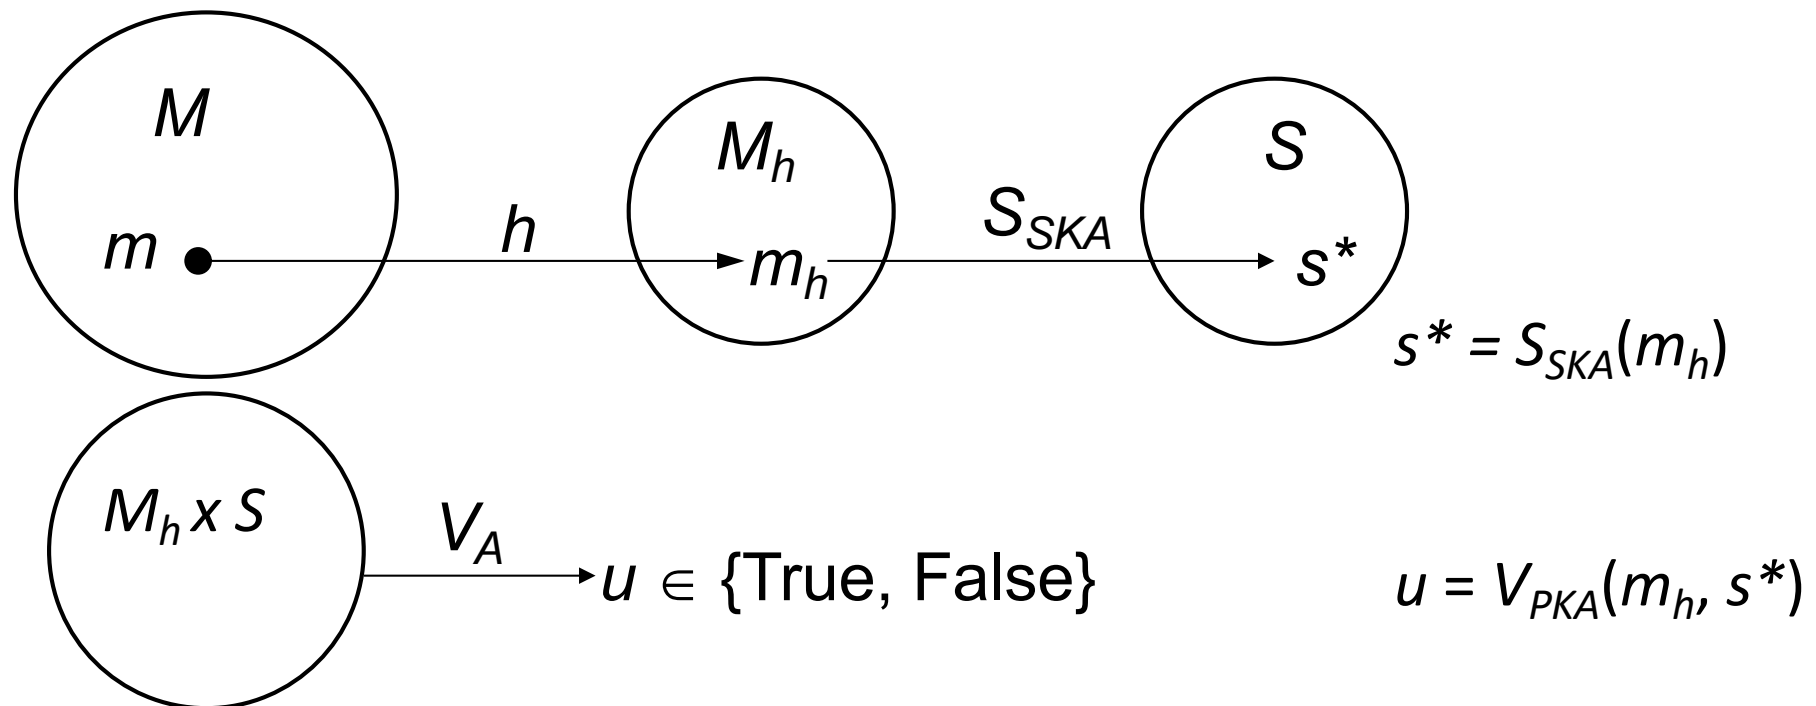 M
M_h
S
m
h
m_h
S_SKA
s*
s* = S_SKA(m_h)
M_h x S
V_A
u ∈ {True, False}
u = V_PKA(m_h, s*)